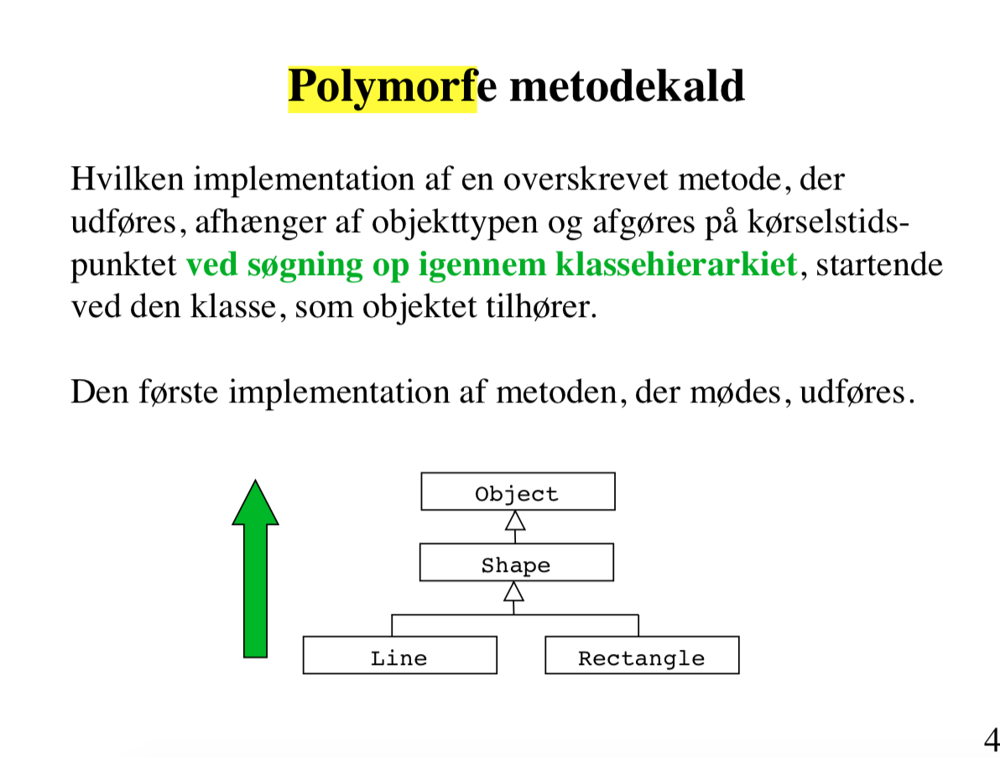 Polymorfe metodekald
Hvilken implementation af en overskrevet metode, der
udføres, afhænger af objekttypen og afgøres på kørselstids-
punktet ved søgning op igennem klassehierarkiet, startende
ved den klasse, som objektet tilhører.
Den første implementation af metoden, der mødes, udføres.
Object
Shape
Line
Rectangle
4